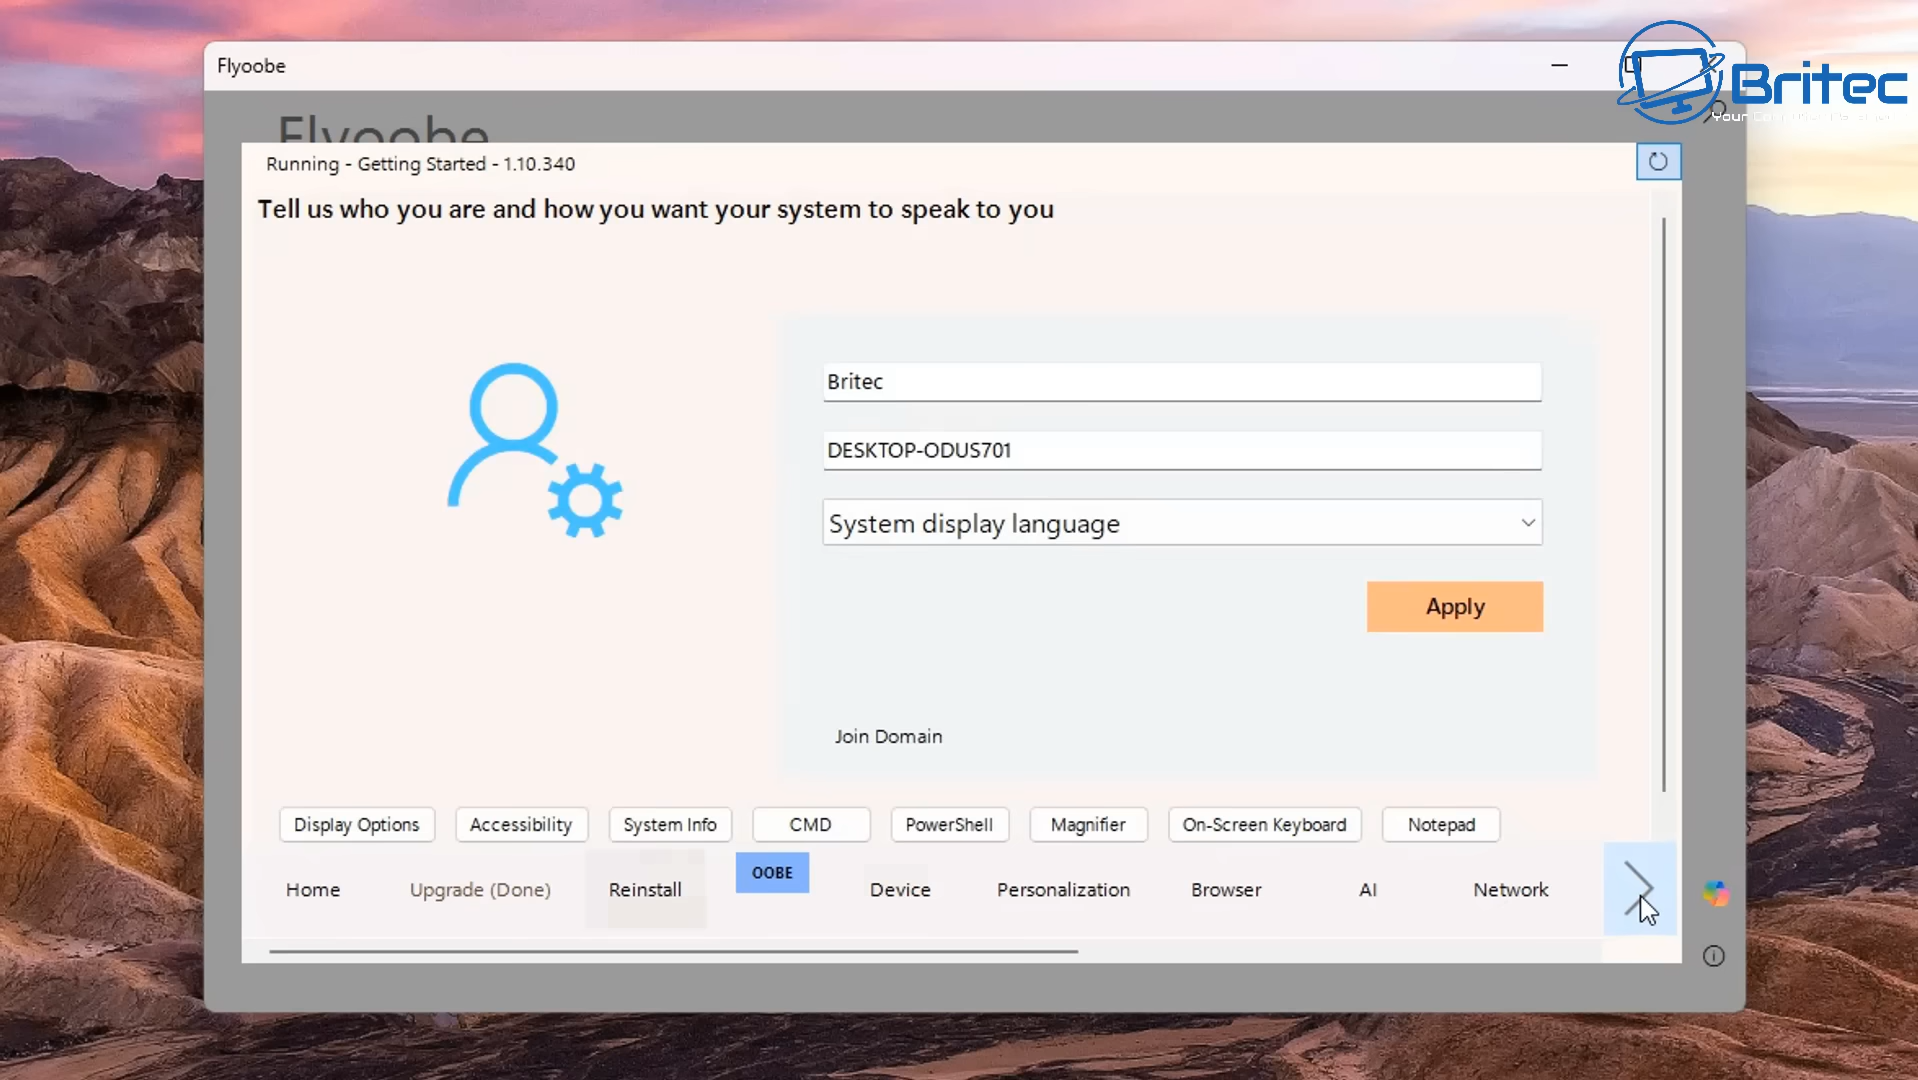 Flyoobe
Britec
Flyoobe
Running - Getting Started - 1.10.340
Tell us who you are and how you want your system to speak to you
Britec
DESKTOP-ODUS701
System display language
Apply
Join Domain
Display Options
Accessibility
System Info
CMD
PowerShell
Magnifier
On-Screen Keyboard
Notepad
Home
Upgrade (Done)
Reinstall
OOBE
Device
Personalization
Browser
AI
Network